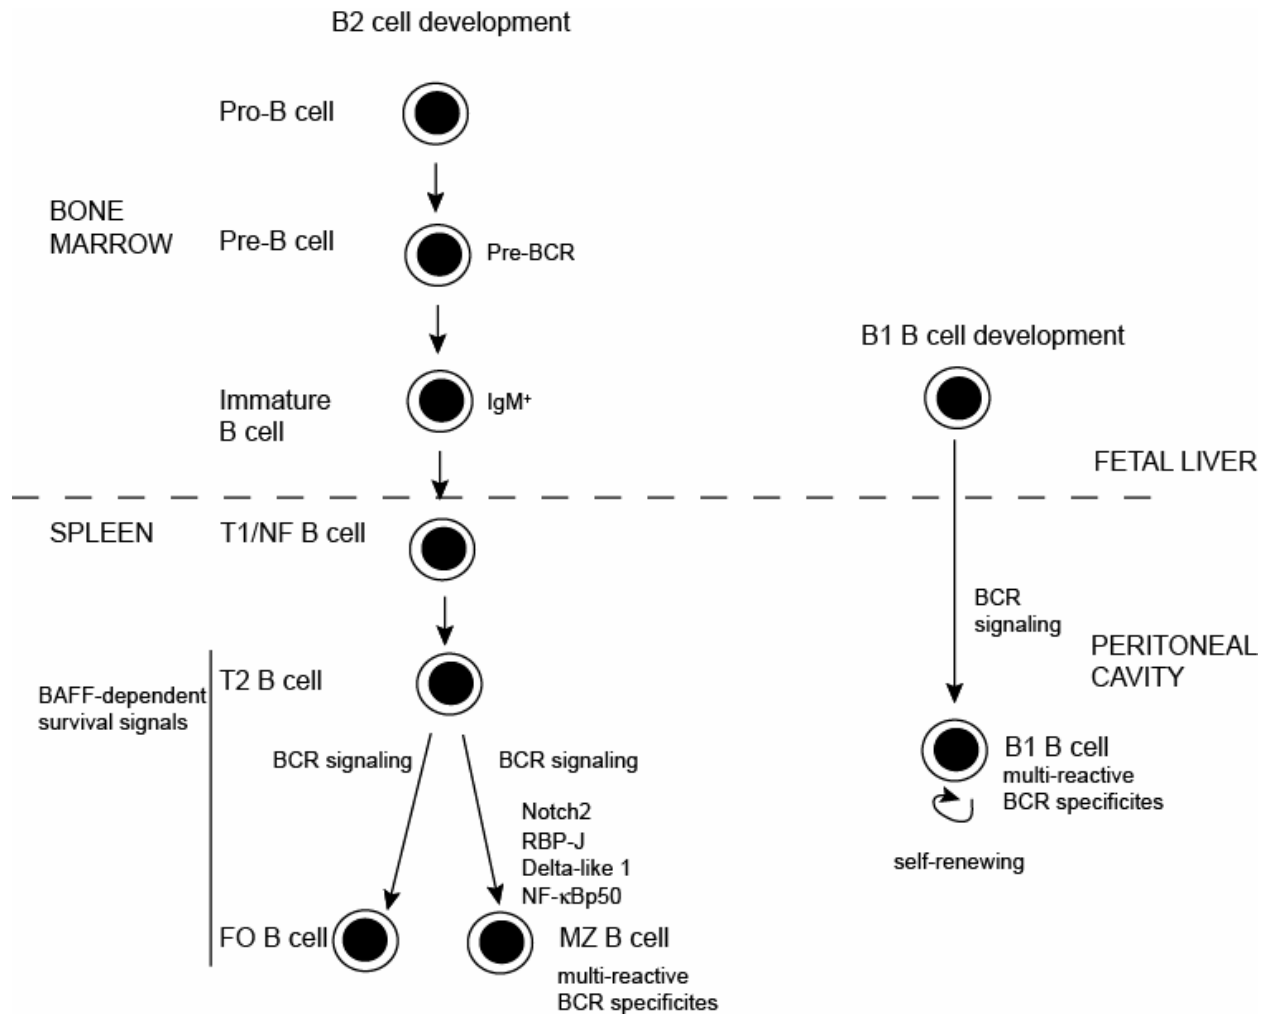 B2 cell development
Pro-B cell
BONE
MARROW
Pre-B cell
Pre-BCR
B1 B cell development
Immature
B cell
IgM+
FETAL LIVER
SPLEEN
T1/NF B cell
BCR
signaling
PERITONEAL
CAVITY
BAFF-dependent
survival signals
T2 B cell
BCR signaling
BCR signaling
Notch2
RBP-J
Delta-like 1
NF-κBp50
B1 B cell
multi-reactive
BCR specificites
self-renewing
FO B cell
MZ B cell
multi-reactive
BCR specificites